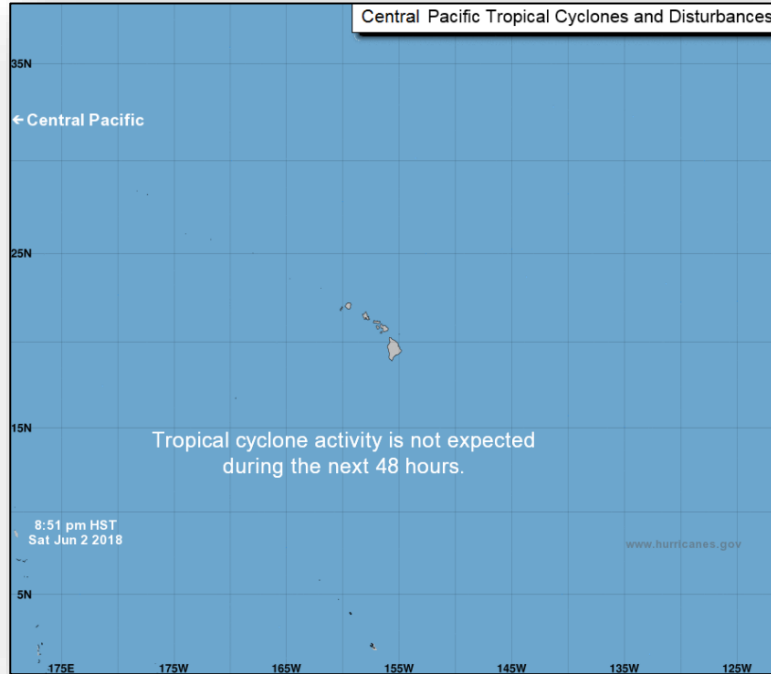 Central Pacific Tropical Cyclones and Disturbances
35N
← Central Pacific
25N
15N
Tropical cyclone activity is not expected
during the next 48 hours.
8:51 pm HST
Sat Jun 2 2018
www.hurricanes.gov
5N
175E 175W 165W 155W 145W 135W 125W